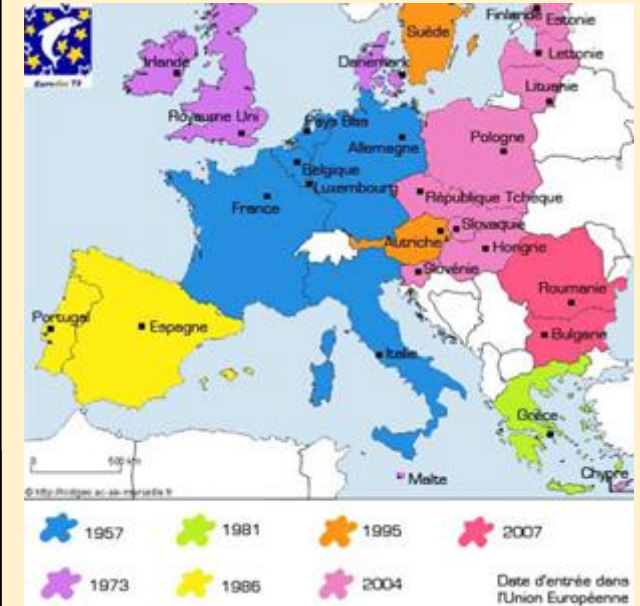 Finlande
Estonie
Suède
Lettonie
Irlande
Danemark
Lituanie
Royaume Uni
Pays Bas
Allemagne
Pologne
Belgique
Luxembourg
République Tchèque
France
Slovaquie
Autriche
Hongrie
Slovénie
Roumanie
Portugal
Espagne
Bulgarie
Italie
Grèce
Chypre
Malte
0 500 km
1957
1981
1995
2007
1973
1986
2004
Date d'entrée dans
l'Union Européenne